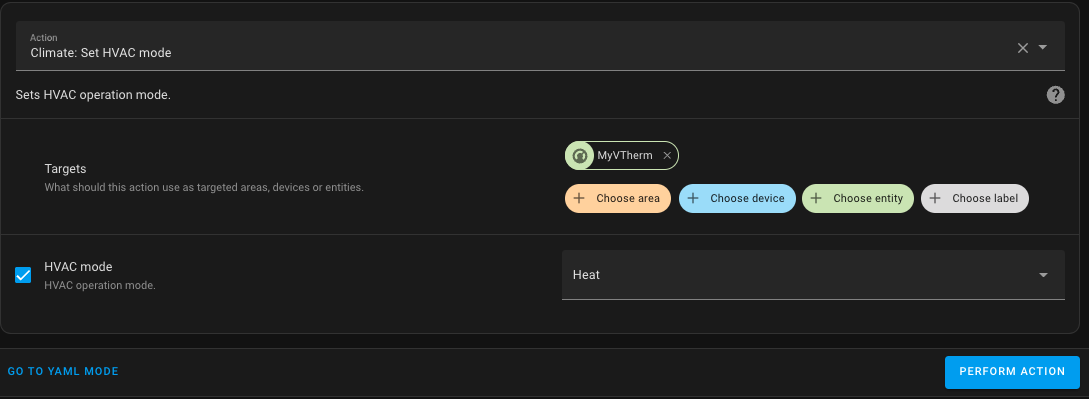 Action
Climate: Set HVAC mode
Sets HVAC operation mode.
Targets
What should this action use as targeted areas, devices or entities.
MyVTherm
Choose area
Choose device
Choose entity
Choose label
HVAC mode
HVAC operation mode.
Heat
GO TO YAML MODE
PERFORM ACTION